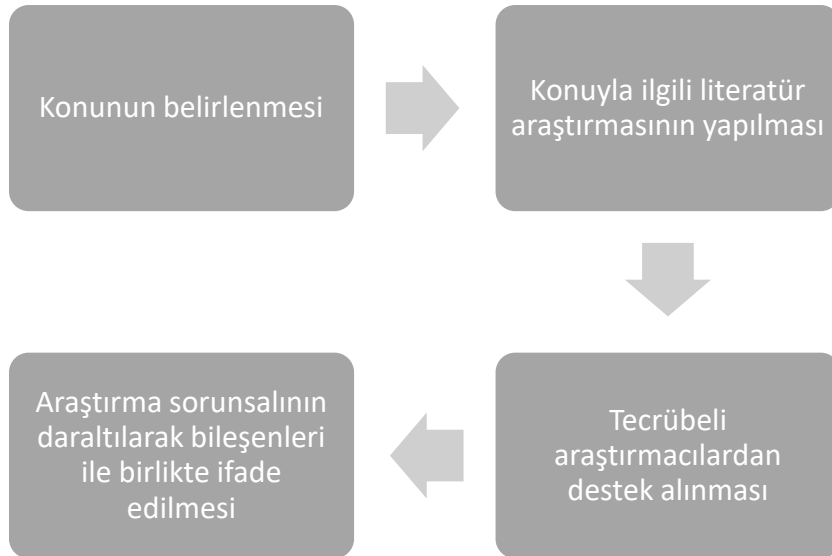 Konunun belirlenmesi
Konuyla ilgili literatür
araştırmasının yapılması
Tecrübeli
araştırmacılardan
destek alınması
Araştırma sorunsalının
daraltılarak bileşenleri
ile birlikte ifade
edilmesi